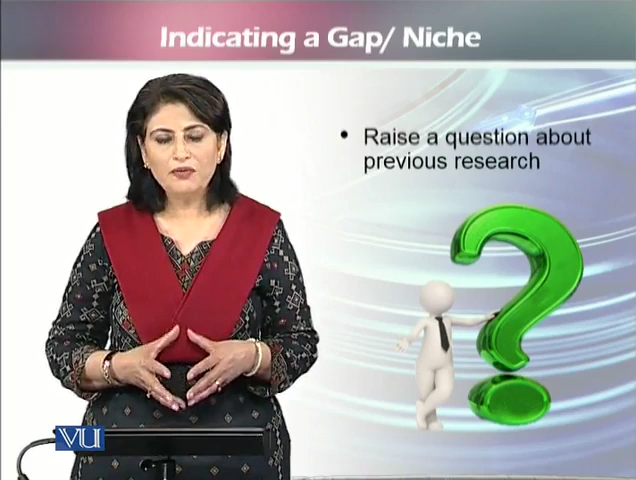 Indicating a Gap/ Niche
• Raise a question about
previous research
VU